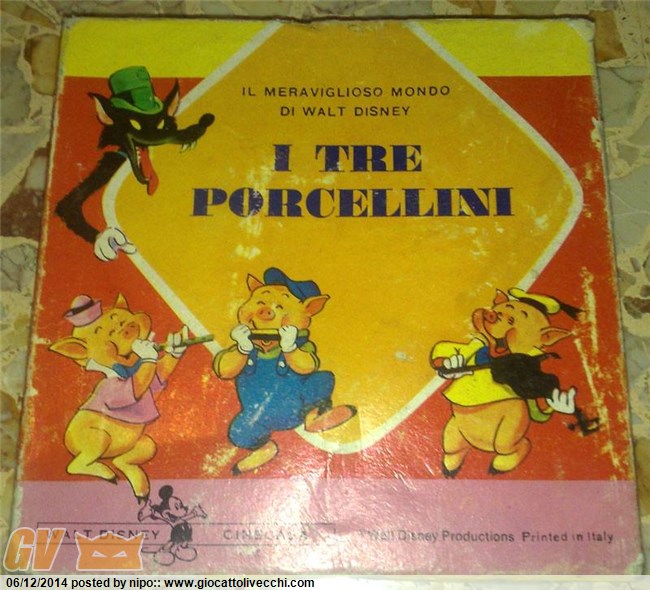 IL MERAVIGLIOSO MONDO
DI WALT DISNEY
I TRE
PORCELLINI
WALT DISNEY CINECASA
Walt Disney Productions Printed in Italy
GV
06/12/2014 posted by nipo:: www.giocattolivecchi.com